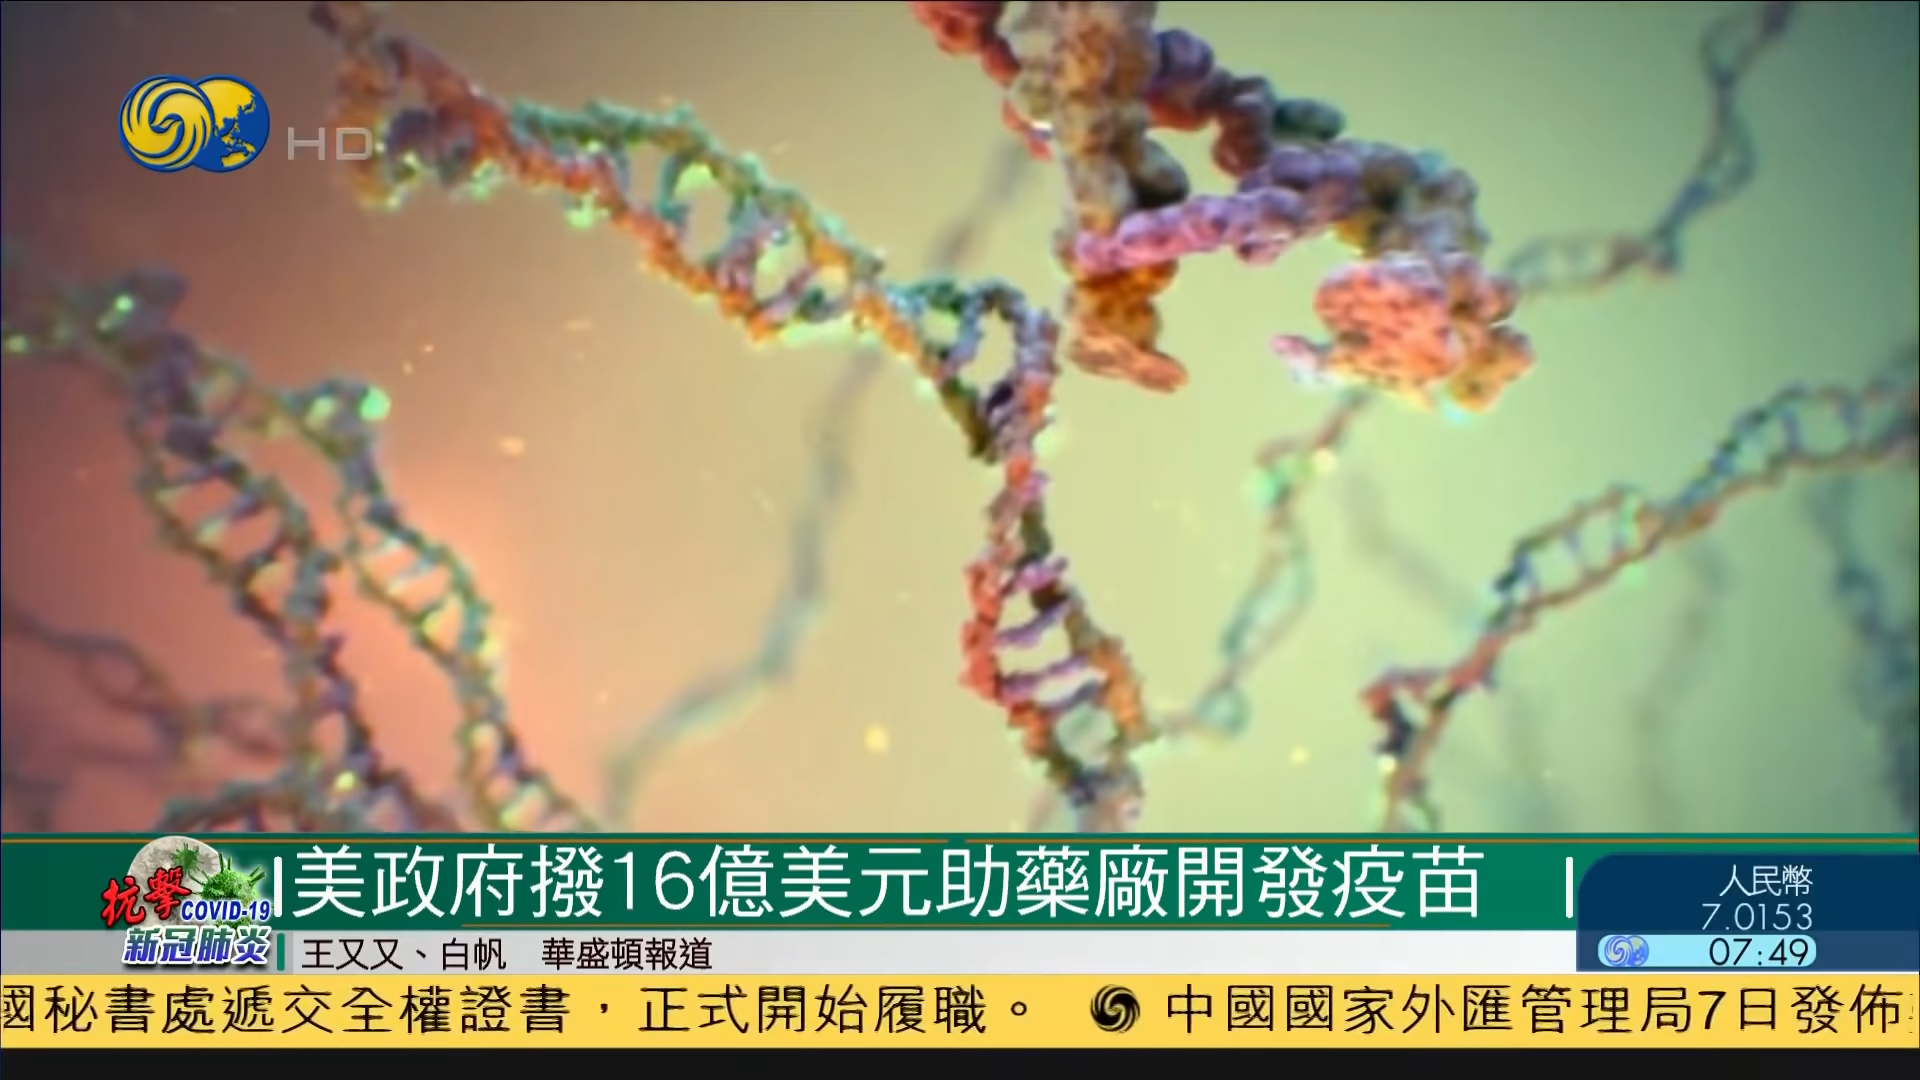 HD
美政府撥16億美元助藥廠開發疫苗
抗擊
COVID-19
新冠肺炎
王又又、白帆 華盛頓報道
人民幣
7.0153
07:49
國秘書處遞交全權證書，正式開始履職。 中國國家外匯管理局7日發佈